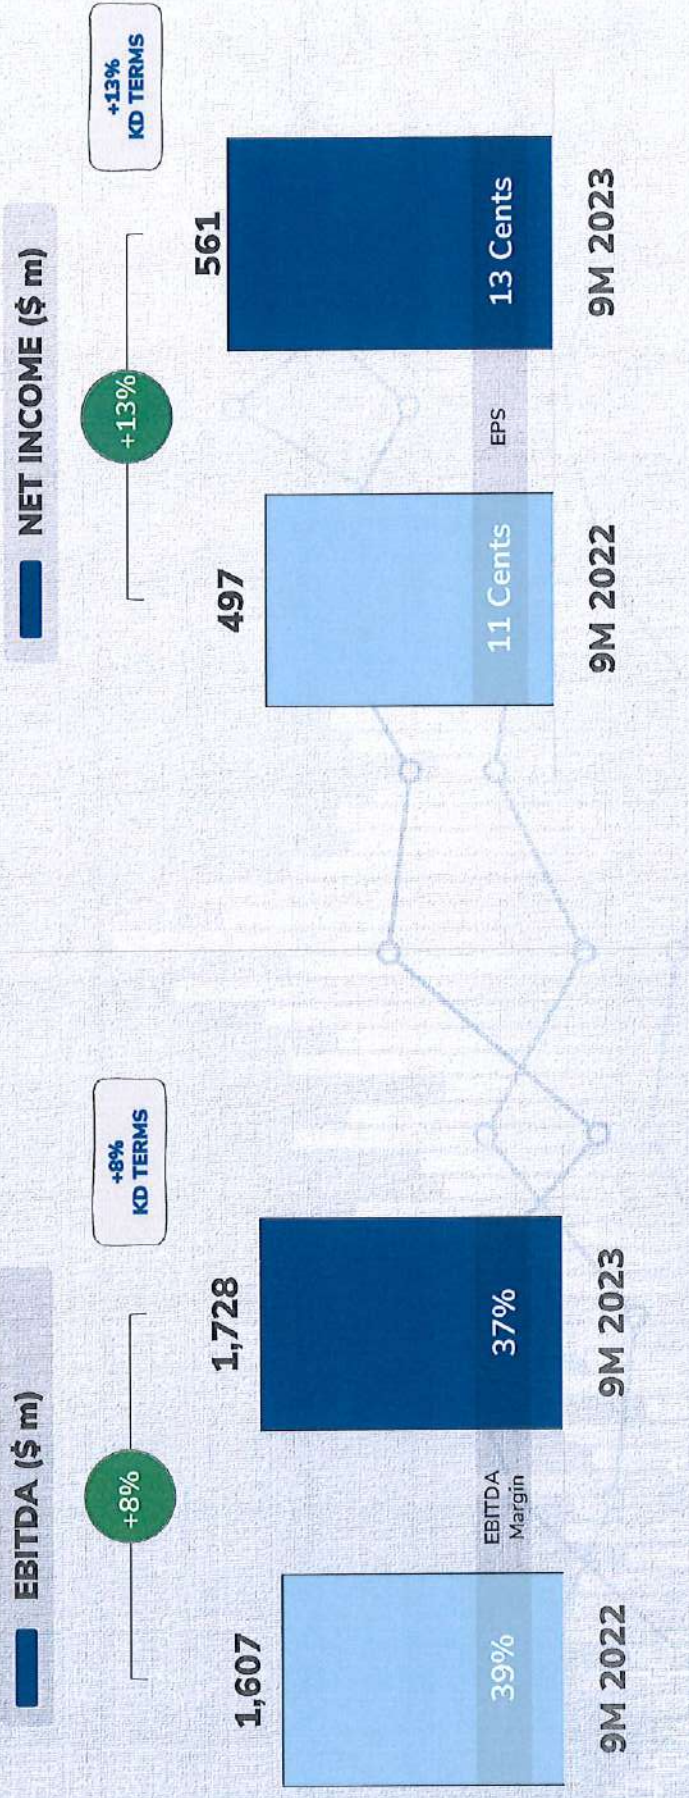 EBITDA ($ m)
+8%
+8%
KD TERMS
1,607
1,728
39%
EBITDA
Margin
37%
9M 2022
9M 2023
NET INCOME ($ m)
+13%
+13%
KD TERMS
497
561
11 Cents
EPS
13 Cents
9M 2022
9M 2023